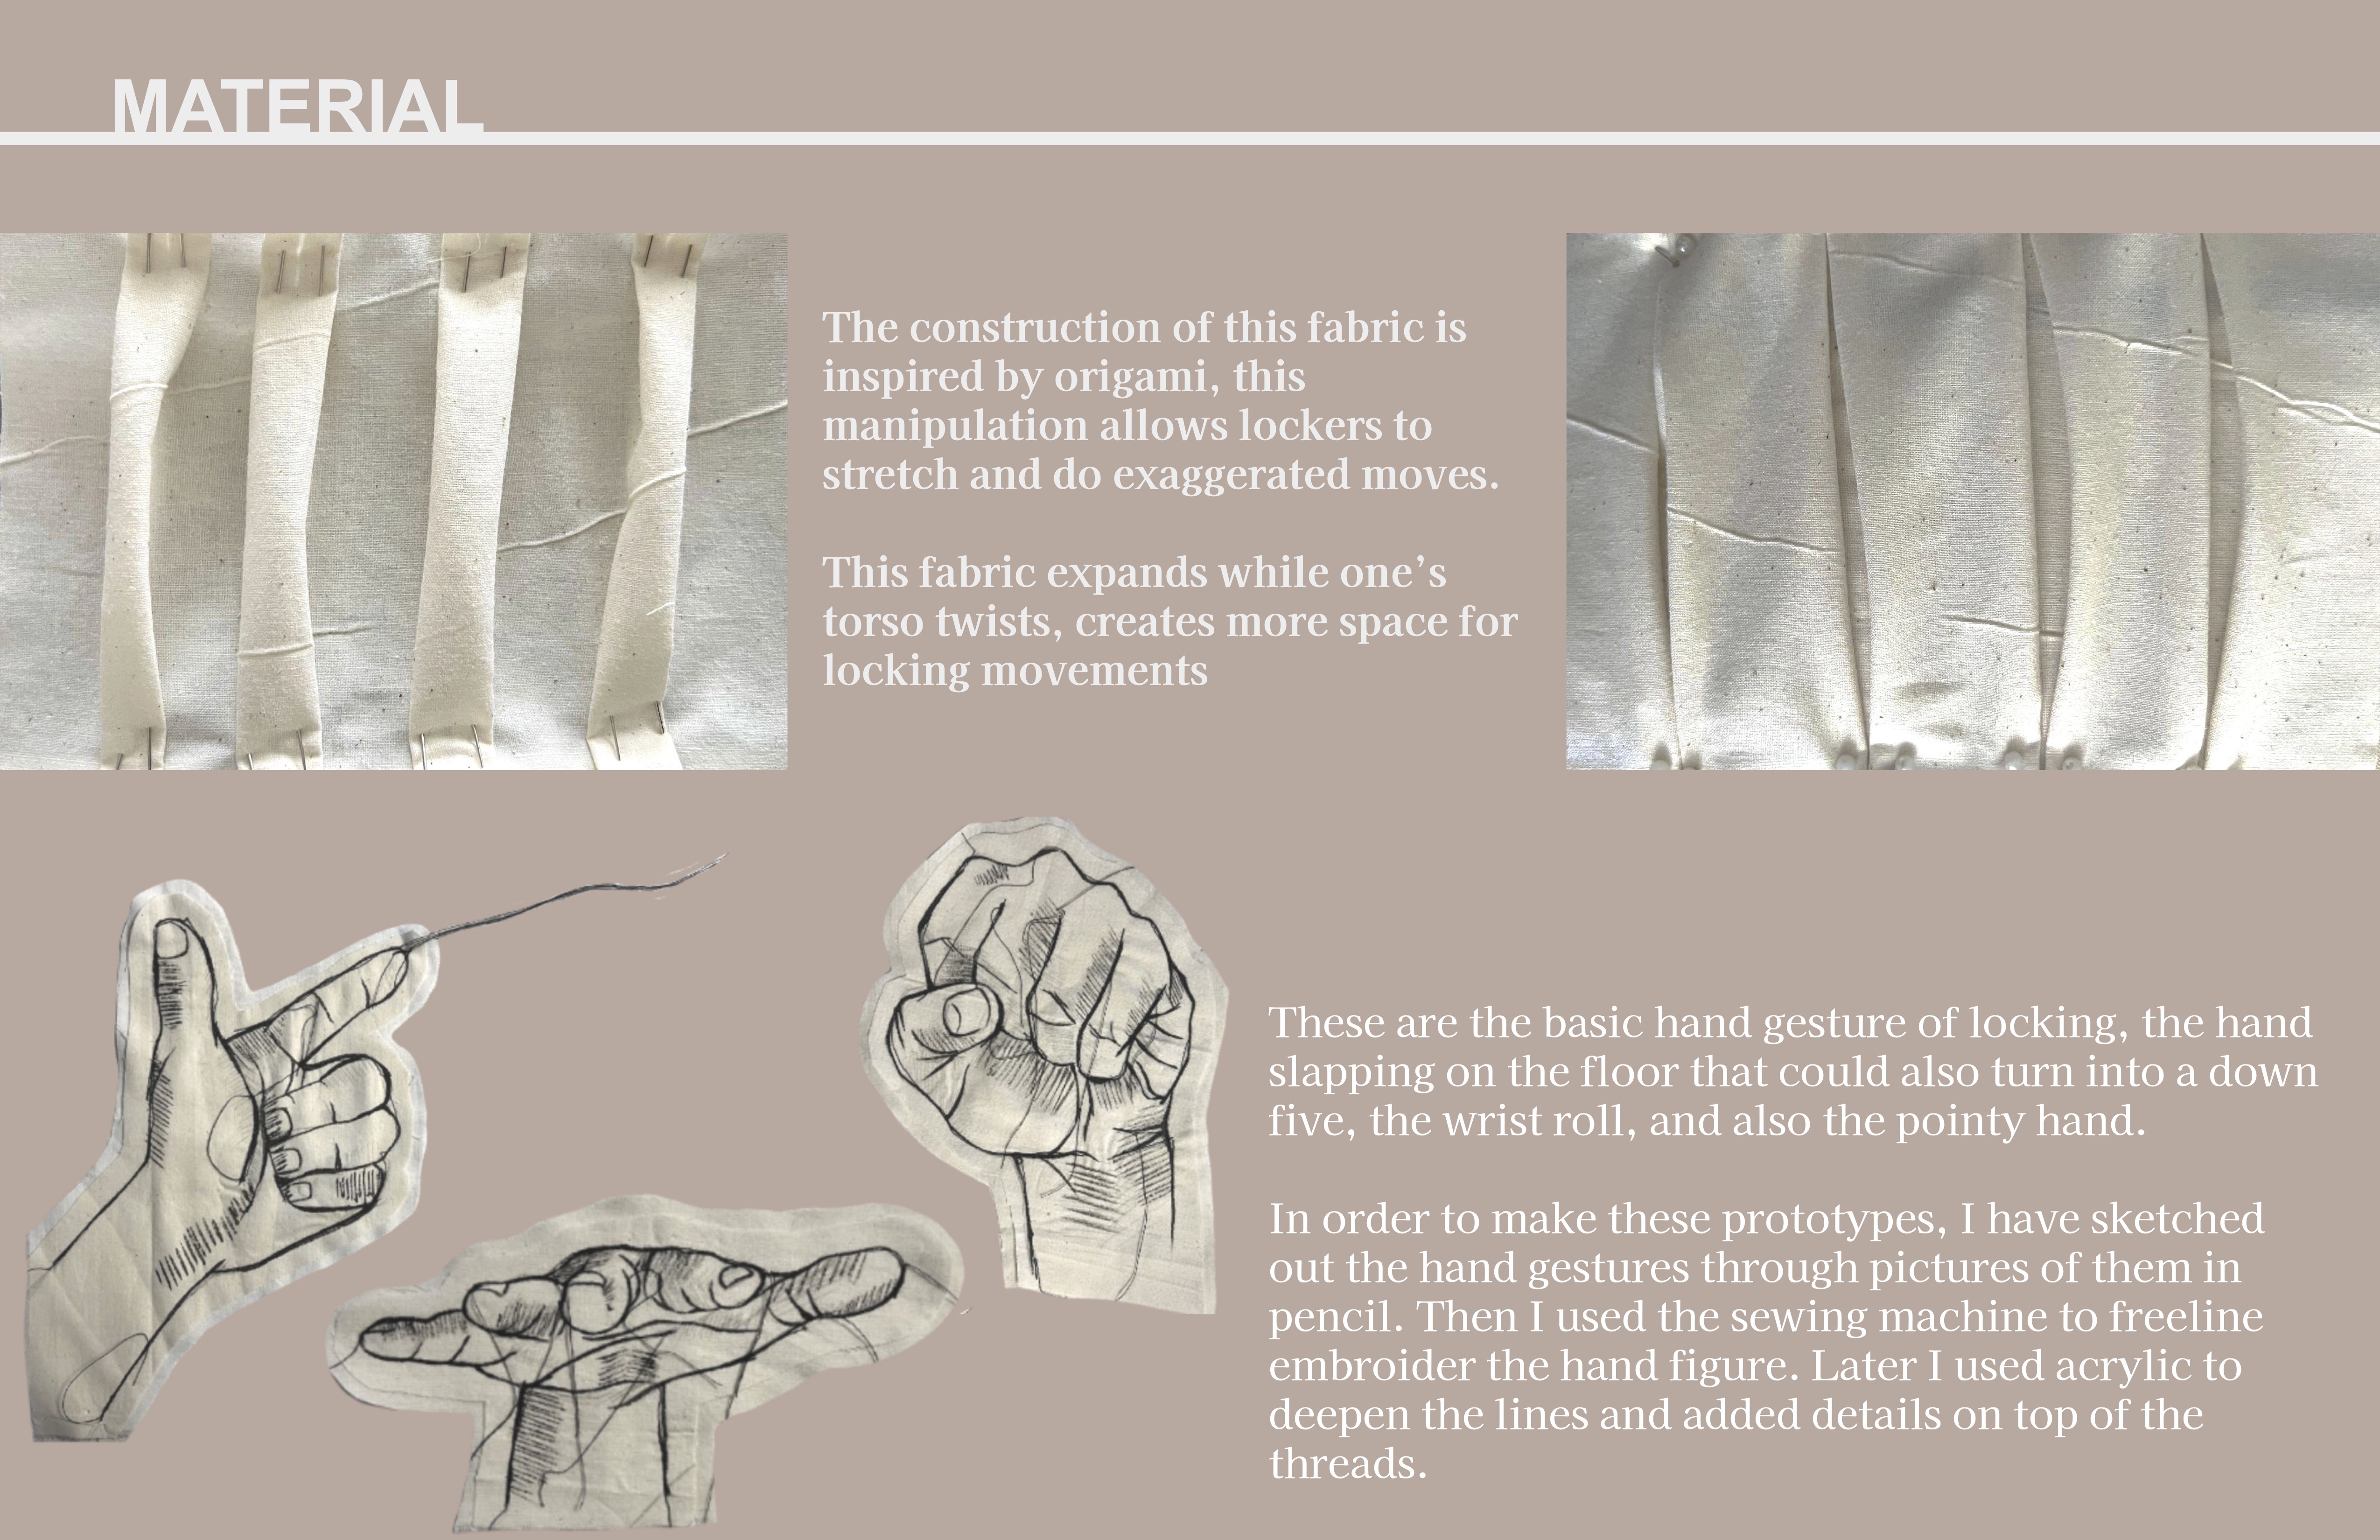 MATERIAL
The construction of this fabric is
inspired by origami, this
manipulation allows lockers to
stretch and do exaggerated moves.
This fabric expands while one’s
torso twists, creates more space for
locking movements
These are the basic hand gesture of locking, the hand
slapping on the floor that could also turn into a down
five, the wrist roll, and also the pointy hand.
In order to make these prototypes, I have sketched
out the hand gestures through pictures of them in
pencil. Then I used the sewing machine to freeline
embroider the hand figure. Later I used acrylic to
deepen the lines and added details on top of the
threads.